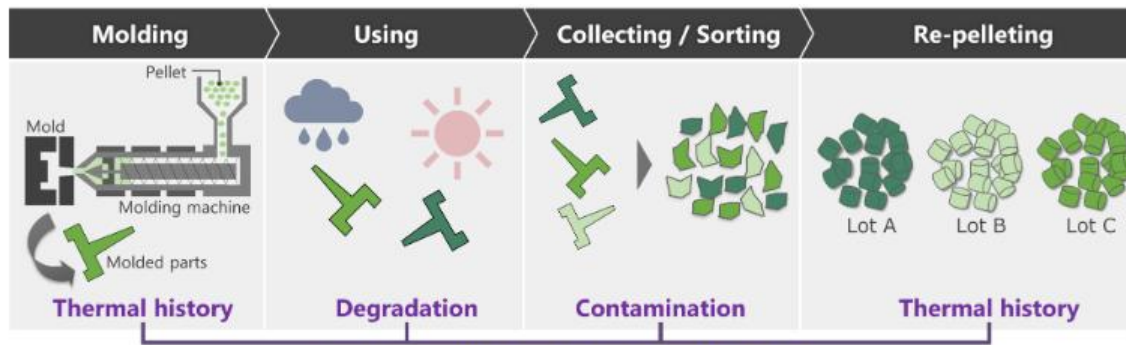 Molding
Using
Collecting / Sorting
Re-pelleting
Pellet
Mold
Molding machine
Molded parts
Lot A
Lot B
Lot C
Thermal history
Degradation
Contamination
Thermal history